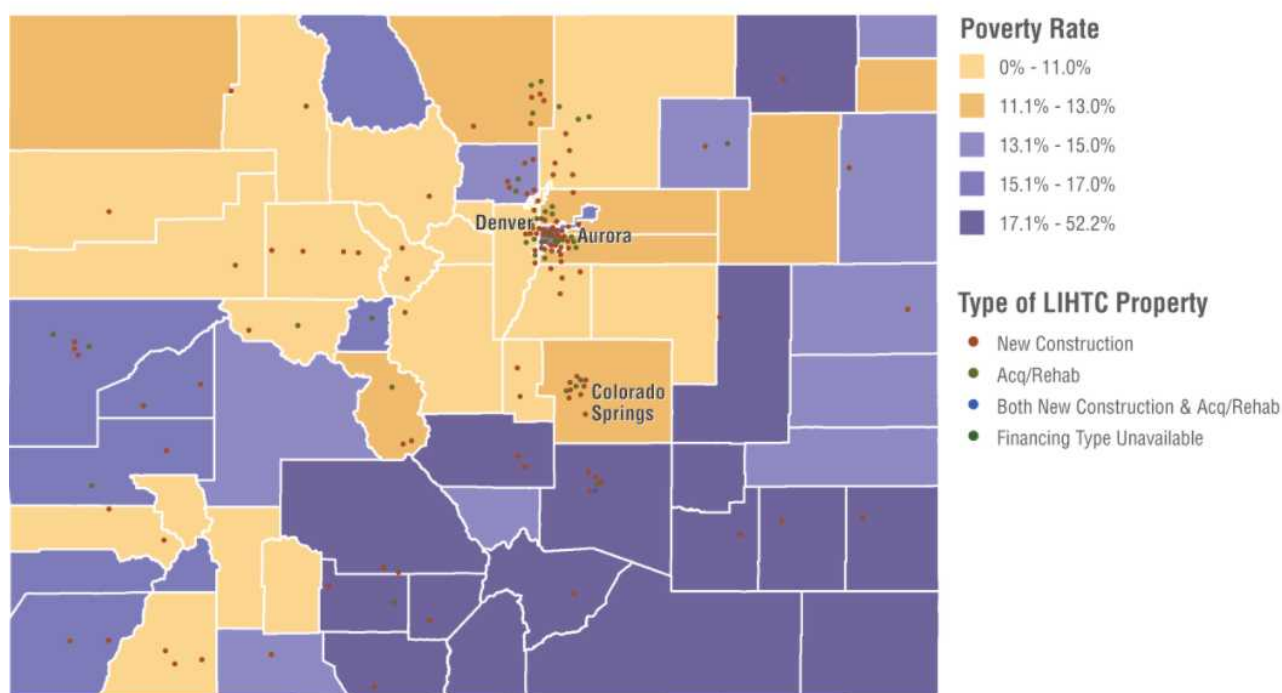 Poverty Rate
0% - 11.0%
11.1% - 13.0%
13.1% - 15.0%
15.1% - 17.0%
17.1% - 52.2%
Denver
Aurora
Type of LIHTC Property
New Construction
Acq/Rehab
Both New Construction & Acq/Rehab
Financing Type Unavailable
Colorado
Springs